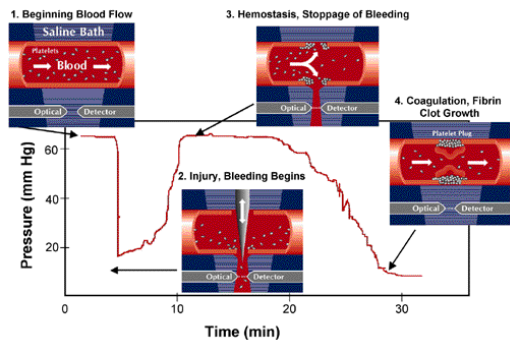 1. Beginning Blood Flow
Saline Bath
Platelets
Blood
Optical Detector
3. Hemostasis, Stoppage of Bleeding
Optical Detector
4. Coagulation, Fibrin
Clot Growth
Platelet Plog
Optical Detector
2. Injury, Bleeding Begins
Optical Detector
Pressure (mm Hg)
60
40
20
0 10 20 30
Time (min)